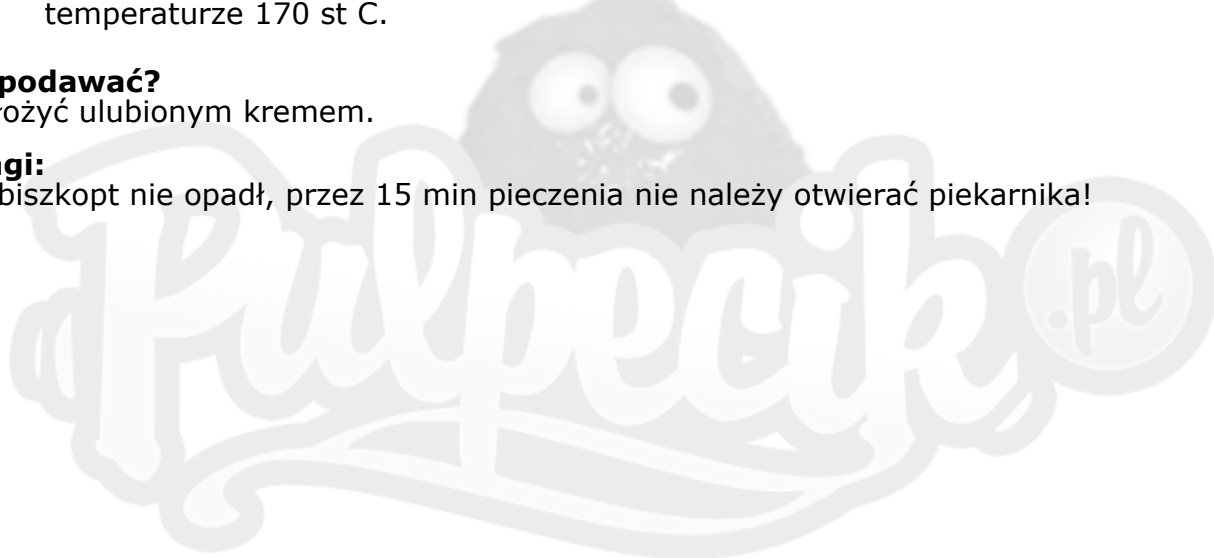 temperaturze 170 st C.
podawać?
ożyć ulubionym kremem.
gi:
biszkopt nie opadł, przez 15 min pieczenia nie należy otwierać piekarnika!
Pulpecik .pl